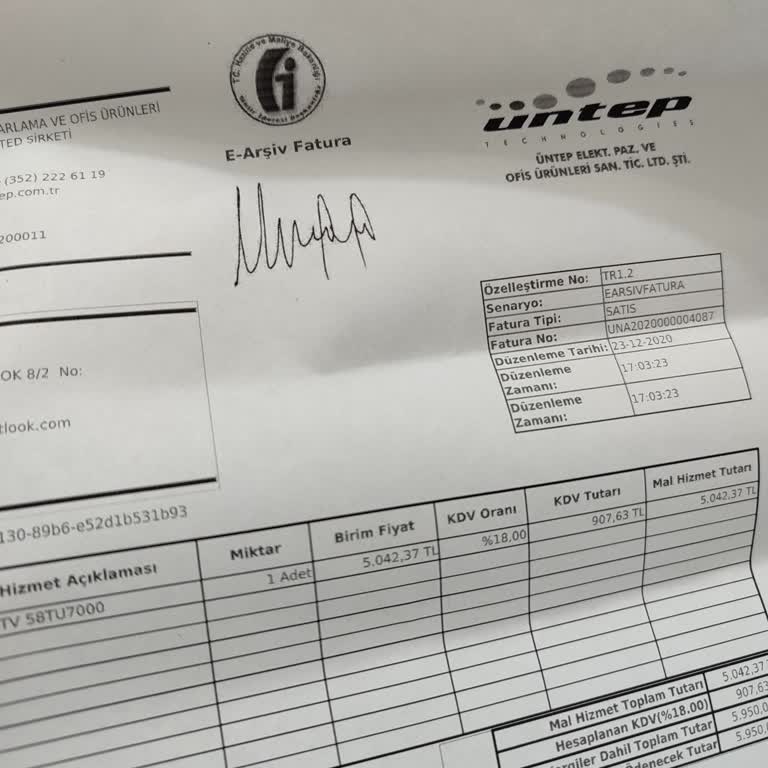 ARLAMA VE OFİS ÜRÜNLERİ
TED ŞİRKETİ
(352) 222 61 19
ep.com.tr
200011
T.C. Hazine ve Maliye Bakanlığı
Gelir İdaresi Başkanlığı
E-Arşiv Fatura
üntep
TECHNOLOGIES
ÜNTEP ELEKT. PAZ. VE
OFİS ÜRÜNLERİ SAN. TİC. LTD. ŞTİ.
Özelleştirme No: TR1.2
Senaryo: EARSIVFATURA
Fatura Tipi: SATIS
Fatura No: UNA2020000004087
Düzenleme Tarihi: 23-12-2020
Düzenleme Zamanı: 17:03:23
Düzenleme Zamanı: 17:03:23
OK 8/2 No:
tlook.com
130-89b6-e52d1b531b93
Hizmet Açıklaması Miktar Birim Fiyat KDV Oranı KDV Tutarı Mal Hizmet Tutarı
TV 58TU7000 1 Adet 5.042,37 TL %18,00 907,63 TL 5.042,37 TL
Mal Hizmet Toplam Tutarı 5.042,37
Hesaplanan KDV(%18.00) 907,63
ergiler Dahil Toplam Tutar 5.950,0
Ödenecek Tutar 5.950,